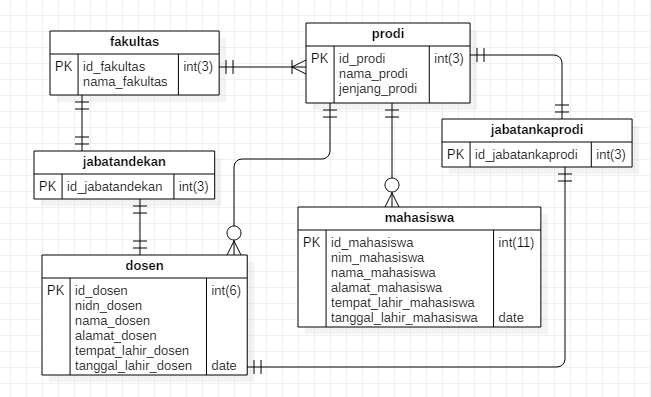 fakultas
PK id_fakultas int(3)
nama_fakultas
prodi
PK id_prodi int(3)
nama_prodi
jenjang_prodi
jabatankaprodi
PK id_jabatankaprodi int(3)
jabatandekan
PK id_jabatandekan int(3)
mahasiswa
PK id_mahasiswa int(11)
nim_mahasiswa
nama_mahasiswa
alamat_mahasiswa
tempat_lahir_mahasiswa
tanggal_lahir_mahasiswa date
dosen
PK id_dosen int(6)
nidn_dosen
nama_dosen
alamat_dosen
tempat_lahir_dosen
tanggal_lahir_dosen date